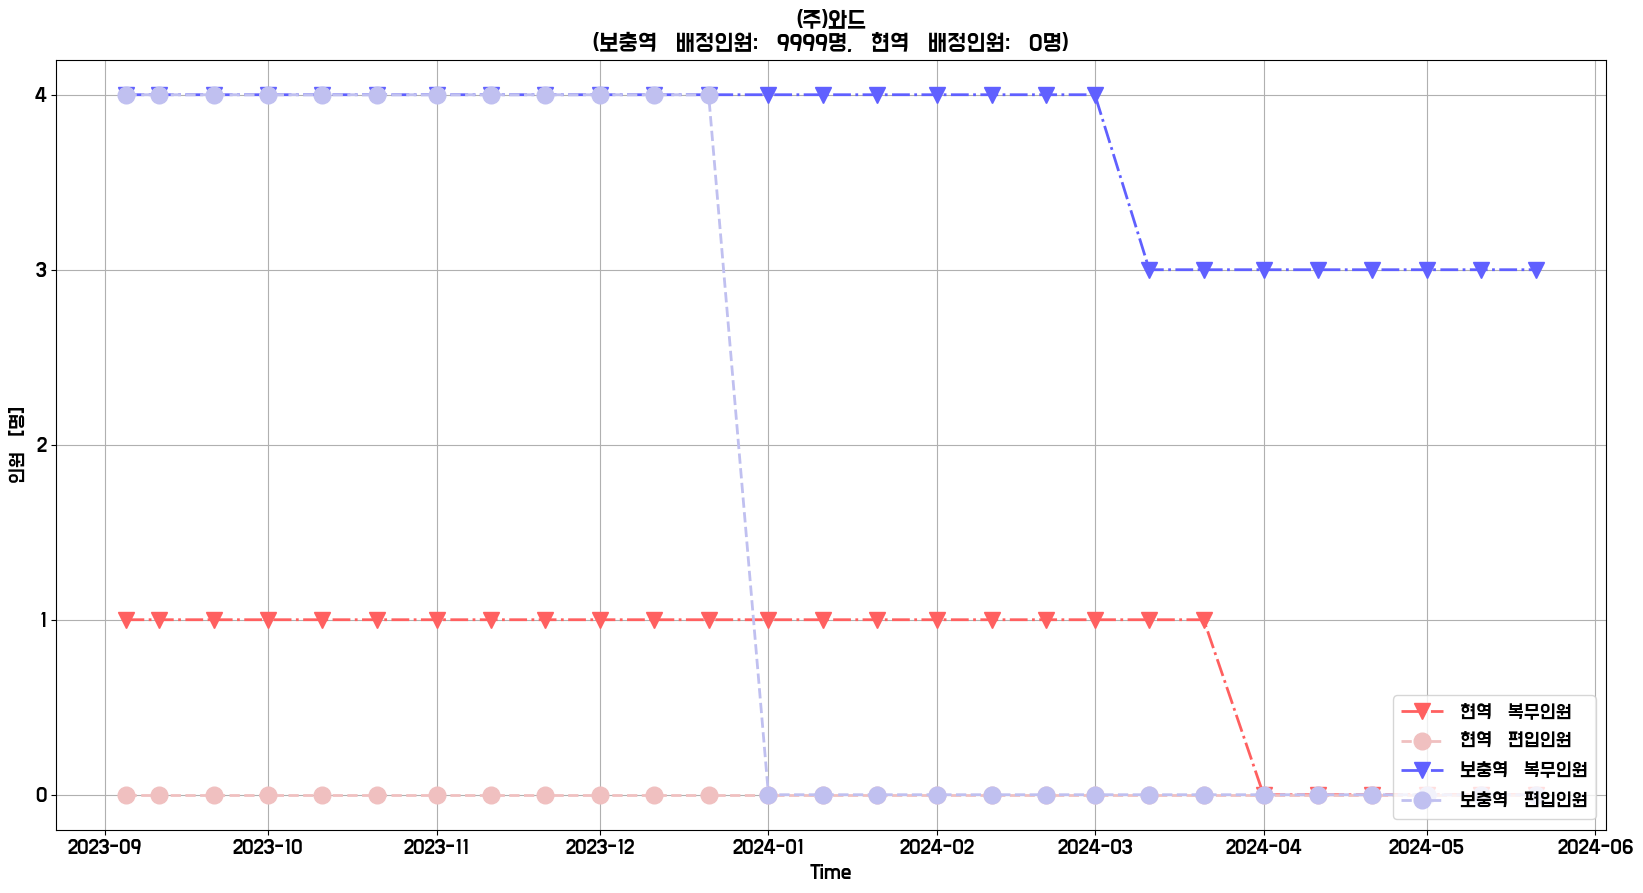 (주)와드
(보충역 배정인원: 9999명, 현역 배정인원: 0명)
4
3
2
1
0
인원 [명]
2023-09 2023-10 2023-11 2023-12 2024-01 2024-02 2024-03 2024-04 2024-05 2024-06
Time
현역 복무인원
현역 편입인원
보충역 복무인원
보충역 편입인원